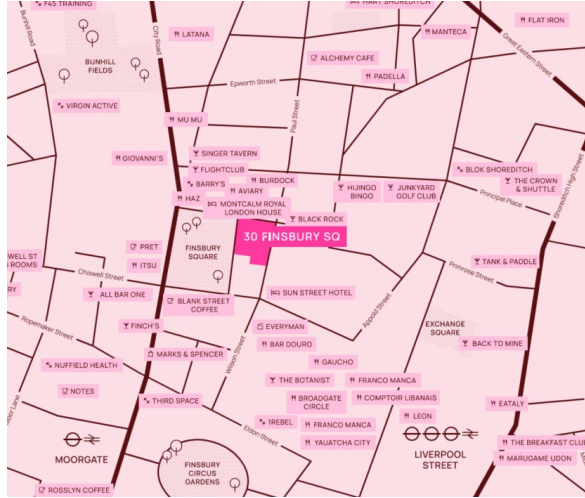 F45 TRAINING
HART SHOREDITCH
FLAT IRON
Bunhill Road
City Road
LATANA
MANTECA
Great Eastern Street
BUNHILL
FIELDS
ALCHEMY CAFE
PADELLA
Epworth Street
VIRGIN ACTIVE
Paul Street
MU MU
SINGER TAVERN
GIOVANNI'S
FLIGHTCLUB
BLOK SHOREDITCH
BURDOCK
BARRY'S
THE CROWN
& SHUTTLE
AVIARY
HIJINGO
BINGO
JUNKYARD
GOLF CLUB
Principal Place
Shoreditch High Street
HAZ
MONTCALM ROYAL
LONDON HOUSE
BLACK ROCK
30 FINSBURY SQ
PRET
FINSBURY
SQUARE
WELL ST
ROOMS
ITSU
TANK & PADDLE
Chiswell Street
Primrose Street
RY
ALL BAR ONE
SUN STREET HOTEL
BLANK STREET
COFFEE
Appold Street
Ropemaker Street
FINCH'S
EVERYMAN
EXCHANGE
SQUARE
Wilson Street
BAR DOURO
BACK TO MINE
MARKS & SPENCER
NUFFIELD HEALTH
GAUCHO
THE BOTANIST
FRANCO MANCA
NOTES
BROADGATE
CIRCLE
COMPTOIR LIBANAIS
THIRD SPACE
EATALY
oor Lane
1REBEL
LEON
FRANCO MANCA
Eldon Street
YAUATCHA CITY
THE BREAKFAST CLUB
MOORGATE
LIVERPOOL
STREET
MARUGAME UDON
FINSBURY
CIRCUS
GARDENS
ROSSLYN COFFEE